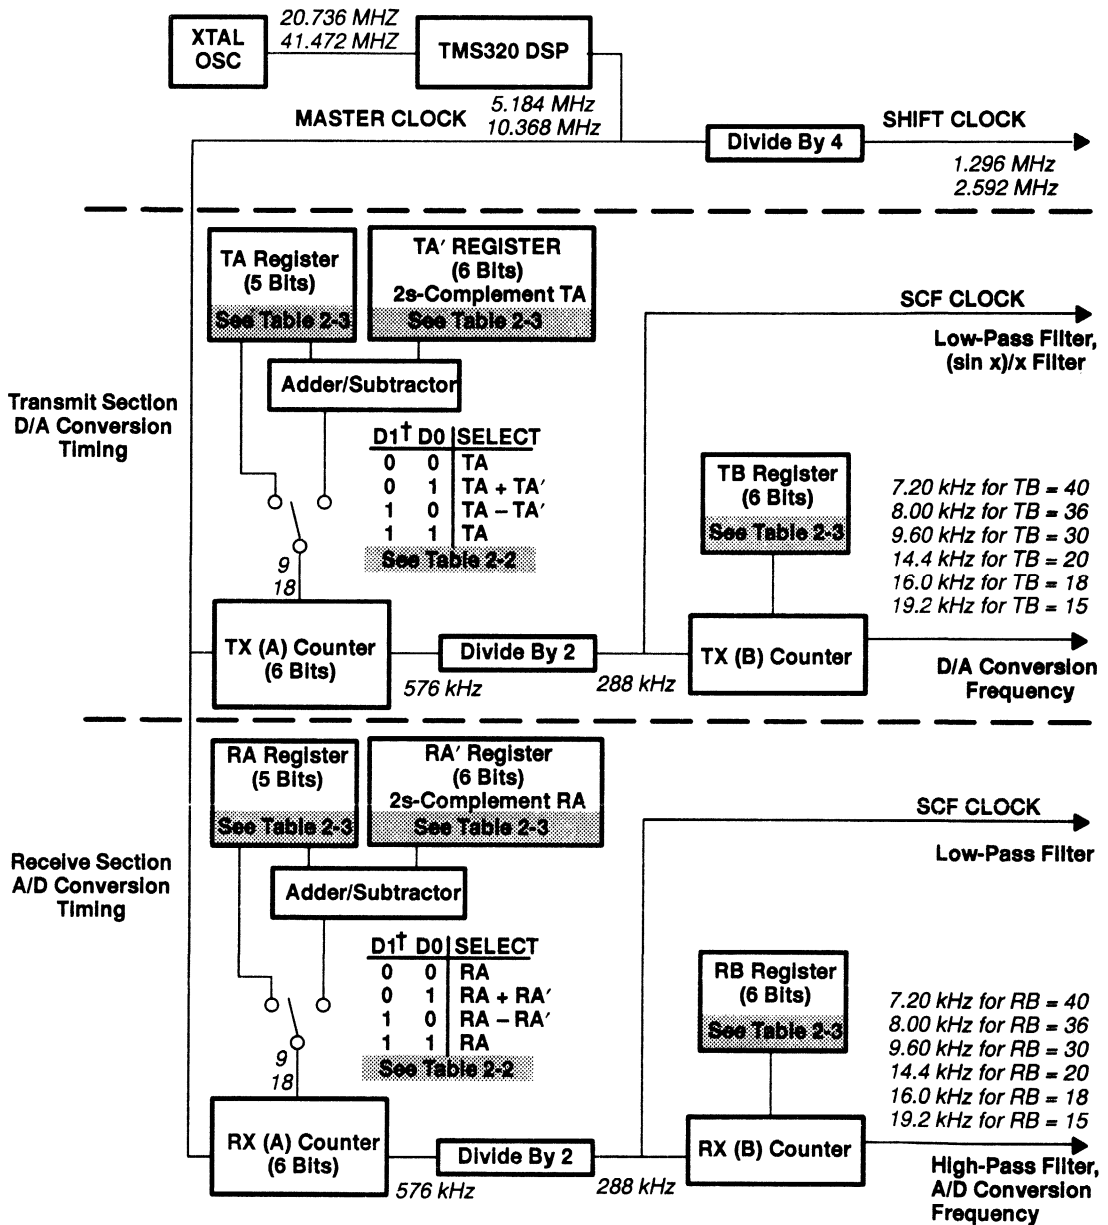 20.736 MHZ
41.472 MHZ
XTAL
OSC
TMS320 DSP
MASTER CLOCK
5.184 MHz
10.368 MHz
Divide By 4
SHIFT CLOCK
1.296 MHz
2.592 MHz
TA Register
(5 Bits)
See Table 2-3
TA′ REGISTER
(6 Bits)
2s-Complement TA
See Table 2-3
SCF CLOCK
Low-Pass Filter,
(sin x)/x Filter
Adder/Subtractor
Transmit Section
D/A Conversion
Timing
D1† D0 SELECT
0 0 TA
0 1 TA + TA′
1 0 TA – TA′
1 1 TA
See Table 2-2
9
18
TB Register
(6 Bits)
See Table 2-3
7.20 kHz for TB = 40
8.00 kHz for TB = 36
9.60 kHz for TB = 30
14.4 kHz for TB = 20
16.0 kHz for TB = 18
19.2 kHz for TB = 15
TX (A) Counter
(6 Bits)
576 kHz
Divide By 2
288 kHz
TX (B) Counter
D/A Conversion
Frequency
RA Register
(5 Bits)
See Table 2-3
RA′ Register
(6 Bits)
2s-Complement RA
See Table 2-3
SCF CLOCK
Low-Pass Filter
Receive Section
A/D Conversion
Timing
Adder/Subtractor
D1† D0 SELECT
0 0 RA
0 1 RA + RA′
1 0 RA – RA′
1 1 RA
See Table 2-2
9
18
RB Register
(6 Bits)
See Table 2-3
7.20 kHz for RB = 40
8.00 kHz for RB = 36
9.60 kHz for RB = 30
14.4 kHz for RB = 20
16.0 kHz for RB = 18
19.2 kHz for RB = 15
RX (A) Counter
(6 Bits)
576 kHz
Divide By 2
288 kHz
RX (B) Counter
High-Pass Filter,
A/D Conversion
Frequency